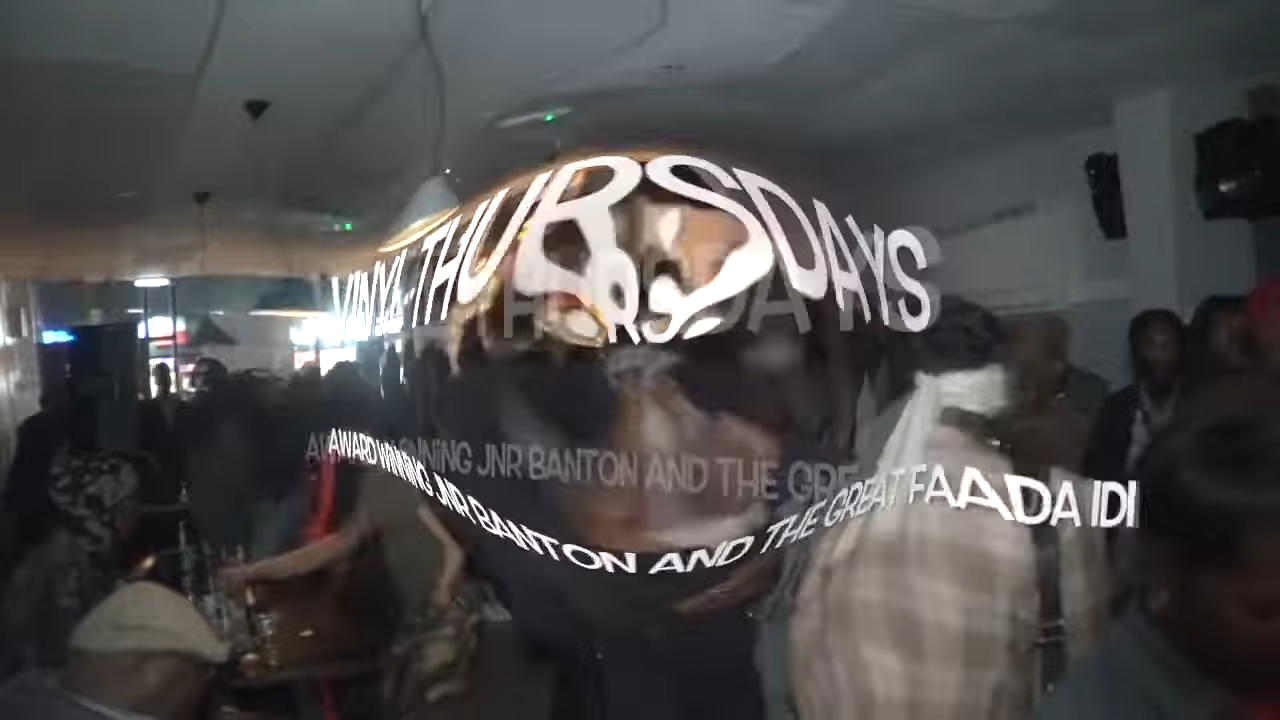 VINYL THURSDAYS
AWARD WINNING JNR BANTON AND THE GREAT FAADA IDI